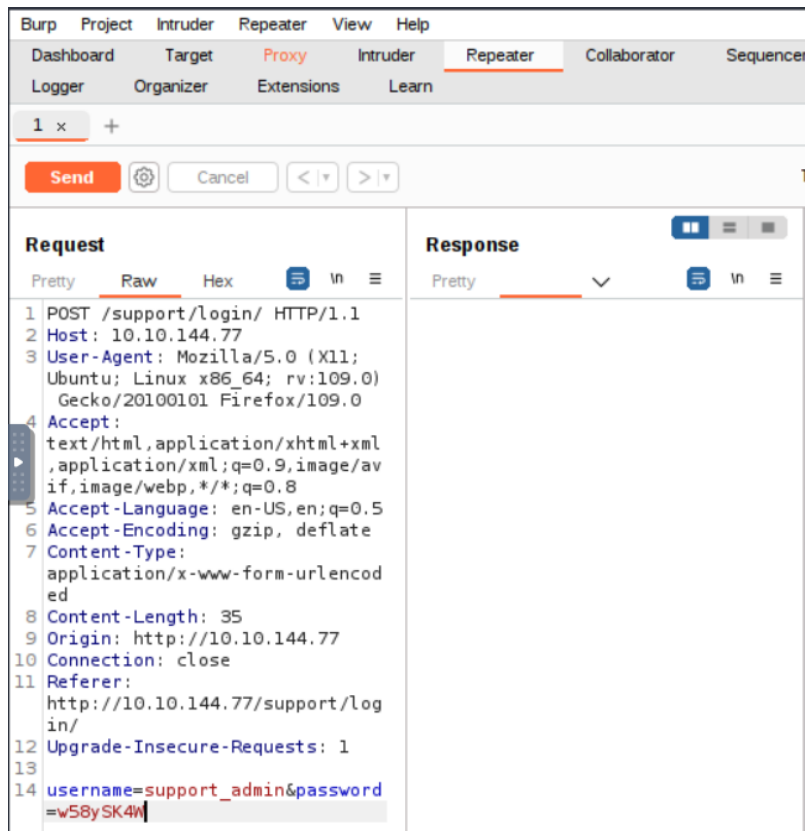 Burp Project Intruder Repeater View Help
Dashboard Target Proxy Intruder Repeater Collaborator Sequencer
Logger Organizer Extensions Learn
1 × +
Send Cancel < > 
Request
Pretty Raw Hex \n
1 POST /support/login/ HTTP/1.1
2 Host: 10.10.144.77
3 User-Agent: Mozilla/5.0 (X11;
Ubuntu; Linux x86_64; rv:109.0)
Gecko/20100101 Firefox/109.0
4 Accept:
text/html,application/xhtml+xml
,application/xml;q=0.9,image/av
if,image/webp,*/*;q=0.8
5 Accept-Language: en-US,en;q=0.5
6 Accept-Encoding: gzip, deflate
7 Content-Type:
application/x-www-form-urlencod
ed
8 Content-Length: 35
9 Origin: http://10.10.144.77
10 Connection: close
11 Referer:
http://10.10.144.77/support/log
in/
12 Upgrade-Insecure-Requests: 1
13
14 username=support_admin&password
=w58ySK4W
Response
Pretty \n